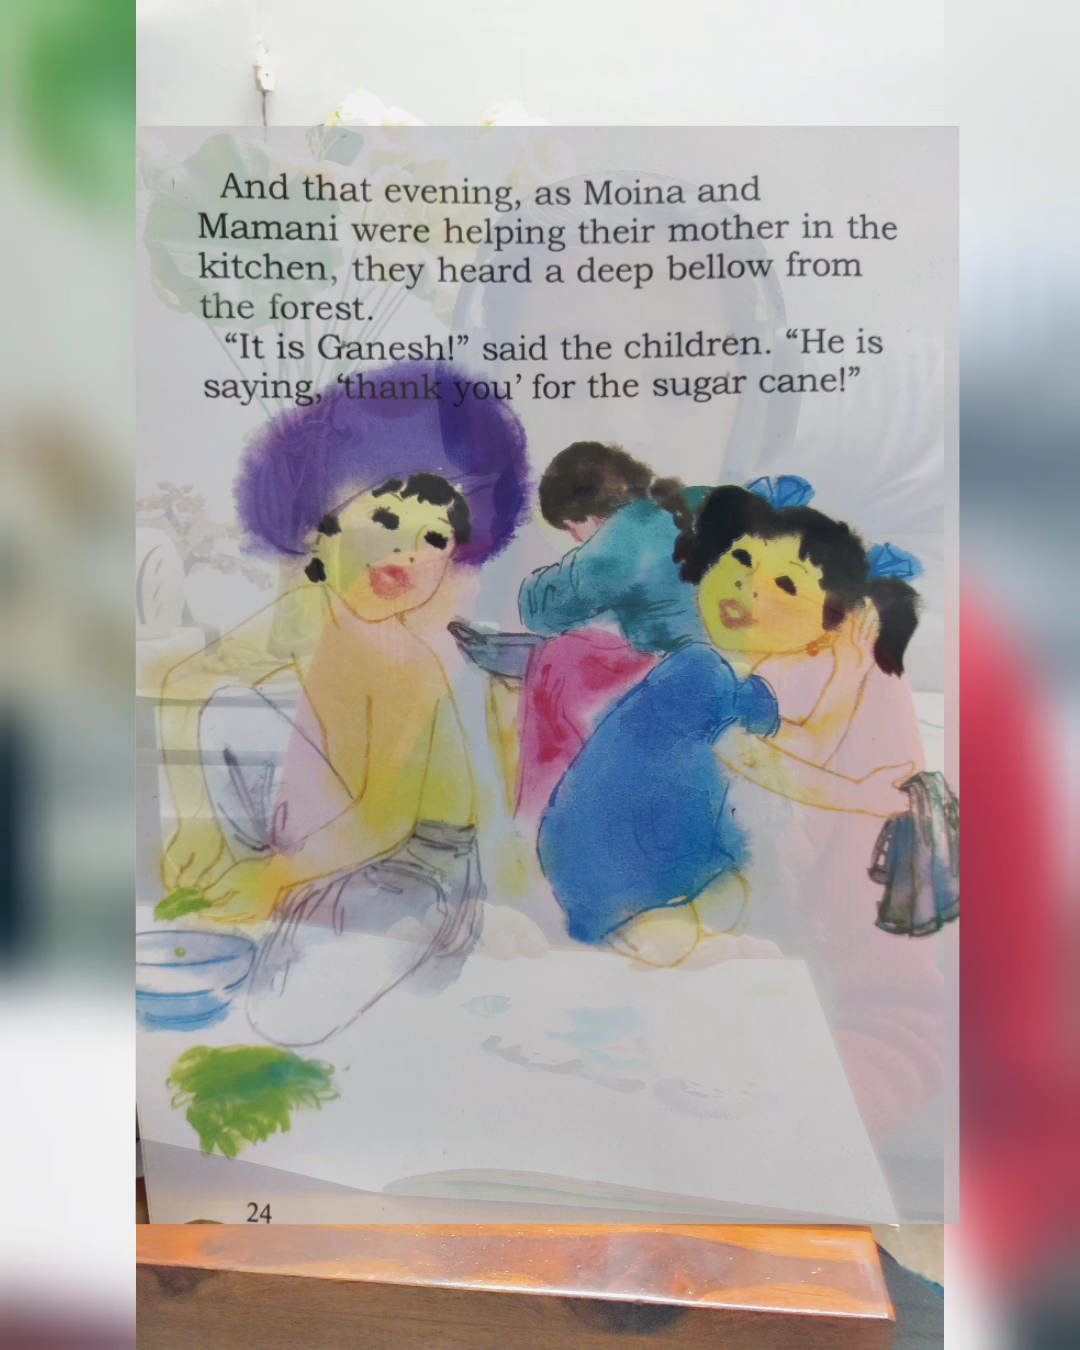 And that evening, as Moina and
Mamani were helping their mother in the
kitchen, they heard a deep bellow from
the forest.
“It is Ganesh!” said the children. “He is
saying, ‘thank you’ for the sugar cane!”
24